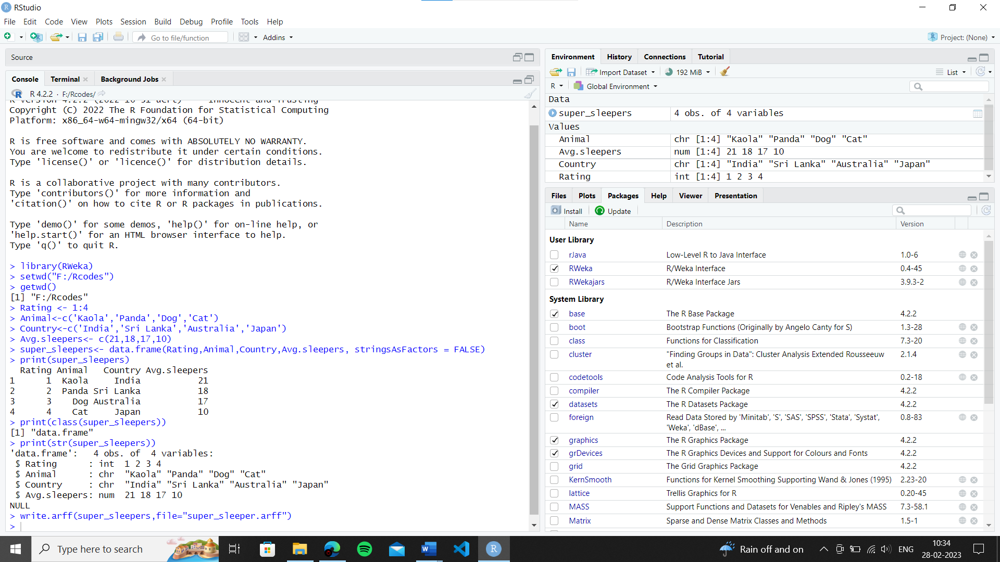 RStudio
File Edit Code View Plots Session Build Debug Profile Tools Help
Go to file/function Addins Project: (None)
Source
Console Terminal Background Jobs
R 4.2.2 · F:/Rcodes/
R version 4.2.2 (2022-10-31 ucrt) -- "Innocent and Trusting"
Copyright (C) 2022 The R Foundation for Statistical Computing
Platform: x86_64-w64-mingw32/x64 (64-bit)
R is free software and comes with ABSOLUTELY NO WARRANTY.
You are welcome to redistribute it under certain conditions.
Type 'license()' or 'licence()' for distribution details.
R is a collaborative project with many contributors.
Type 'contributors()' for more information and
'citation()' on how to cite R or R packages in publications.
Type 'demo()' for some demos, 'help()' for on-line help, or
'help.start()' for an HTML browser interface to help.
Type 'q()' to quit R.
> library(RWeka)
> setwd("F:/Rcodes")
> getwd()
[1] "F:/Rcodes"
> Rating <- 1:4
> Animal<-c('Kaola','Panda','Dog','Cat')
> Country<-c('India','Sri Lanka','Australia','Japan')
> Avg.sleepers<- c(21,18,17,10)
> super_sleepers<- data.frame(Rating,Animal,Country,Avg.sleepers, stringsAsFactors = FALSE)
> print(super_sleepers)
Rating Animal Country Avg.sleepers
1 1 Kaola India 21
2 2 Panda Sri Lanka 18
3 3 Dog Australia 17
4 4 Cat Japan 10
> print(class(super_sleepers))
[1] "data.frame"
> print(str(super_sleepers))
'data.frame': 4 obs. of 4 variables:
$ Rating : int 1 2 3 4
$ Animal : chr "Kaola" "Panda" "Dog" "Cat"
$ Country : chr "India" "Sri Lanka" "Australia" "Japan"
$ Avg.sleepers: num 21 18 17 10
NULL
> write.arff(super_sleepers,file="super_sleeper.arff")
>
Environment History Connections Tutorial
Import Dataset 192 MiB List
R Global Environment
Data
super_sleepers 4 obs. of 4 variables
Values
Animal chr [1:4] "Kaola" "Panda" "Dog" "Cat"
Avg.sleepers num [1:4] 21 18 17 10
Country chr [1:4] "India" "Sri Lanka" "Australia" "Japan"
Rating int [1:4] 1 2 3 4
Files Plots Packages Help Viewer Presentation
Install Update
Name Description Version
User Library
rJava Low-Level R to Java Interface 1.0-6
RWeka R/Weka Interface 0.4-45
RWekajars R/Weka Interface Jars 3.9.3-2
System Library
base The R Base Package 4.2.2
boot Bootstrap Functions (Originally by Angelo Canty for S) 1.3-28
class Functions for Classification 7.3-20
cluster "Finding Groups in Data": Cluster Analysis Extended Rousseeuw 2.1.4
et al.
codetools Code Analysis Tools for R 0.2-18
compiler The R Compiler Package 4.2.2
datasets The R Datasets Package 4.2.2
foreign Read Data Stored by 'Minitab', 'S', 'SAS', 'SPSS', 'Stata', 'Systat', 0.8-83
'Weka', 'dBase', ...
graphics The R Graphics Package 4.2.2
grDevices The R Graphics Devices and Support for Colours and Fonts 4.2.2
grid The Grid Graphics Package 4.2.2
KernSmooth Functions for Kernel Smoothing Supporting Wand & Jones (1995) 2.23-20
lattice Trellis Graphics for R 0.20-45
MASS Support Functions and Datasets for Venables and Ripley's MASS 7.3-58.1
Matrix Sparse and Dense Matrix Classes and Methods 1.5-1
Type here to search Rain off and on ENG 10:34
28-02-2023